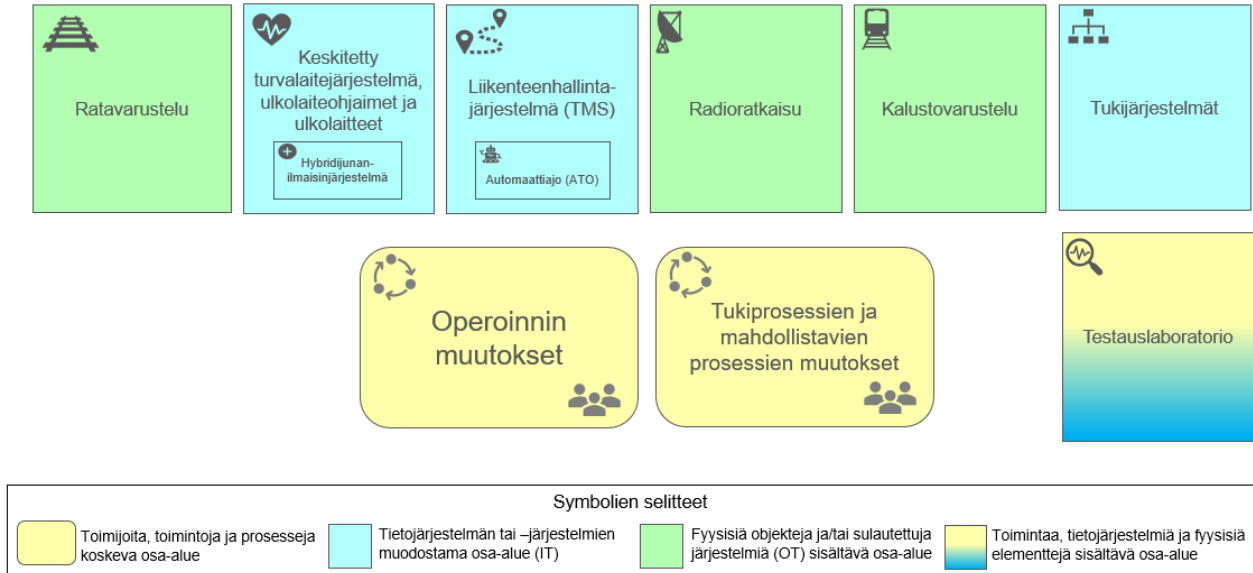 Ratavarustelu
Keskitetty
turvalaitejärjestelmä,
ulkolaiteohjaimet ja
ulkolaitteet
Hybridijunan-
ilmaisinjärjestelmä
Liikenteenhallinta-
järjestelmä (TMS)
Automaattiajo (ATO)
Radioratkaisu
Kalustovarustelu
Tukijärjestelmät
Operoinnin
muutokset
Tukiprosessien ja
mahdollistavien
prosessien muutokset
Testauslaboratorio
Symbolien selitteet
Toimijoita, toimintoja ja prosesseja
koskeva osa-alue
Tietojärjestelmän tai –järjestelmien
muodostama osa-alue (IT)
Fyysisiä objekteja ja/tai sulautettuja
järjestelmiä (OT) sisältävä osa-alue
Toimintaa, tietojärjestelmiä ja fyysisiä
elementtejä sisältävä osa-alue